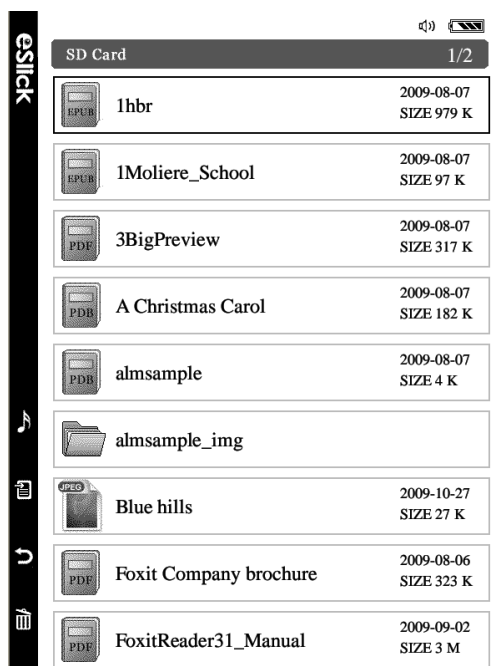 eSlick
SD Card 1/2
EPUB 1hbr 2009-08-07
SIZE 979 K
EPUB 1Moliere_School 2009-08-07
SIZE 97 K
PDF 3BigPreview 2009-08-07
SIZE 317 K
PDB A Christmas Carol 2009-08-07
SIZE 182 K
PDB almsample 2009-08-07
SIZE 4 K
almsample_img
JPEG Blue hills 2009-10-27
SIZE 27 K
PDF Foxit Company brochure 2009-08-06
SIZE 323 K
PDF FoxitReader31_Manual 2009-09-02
SIZE 3 M